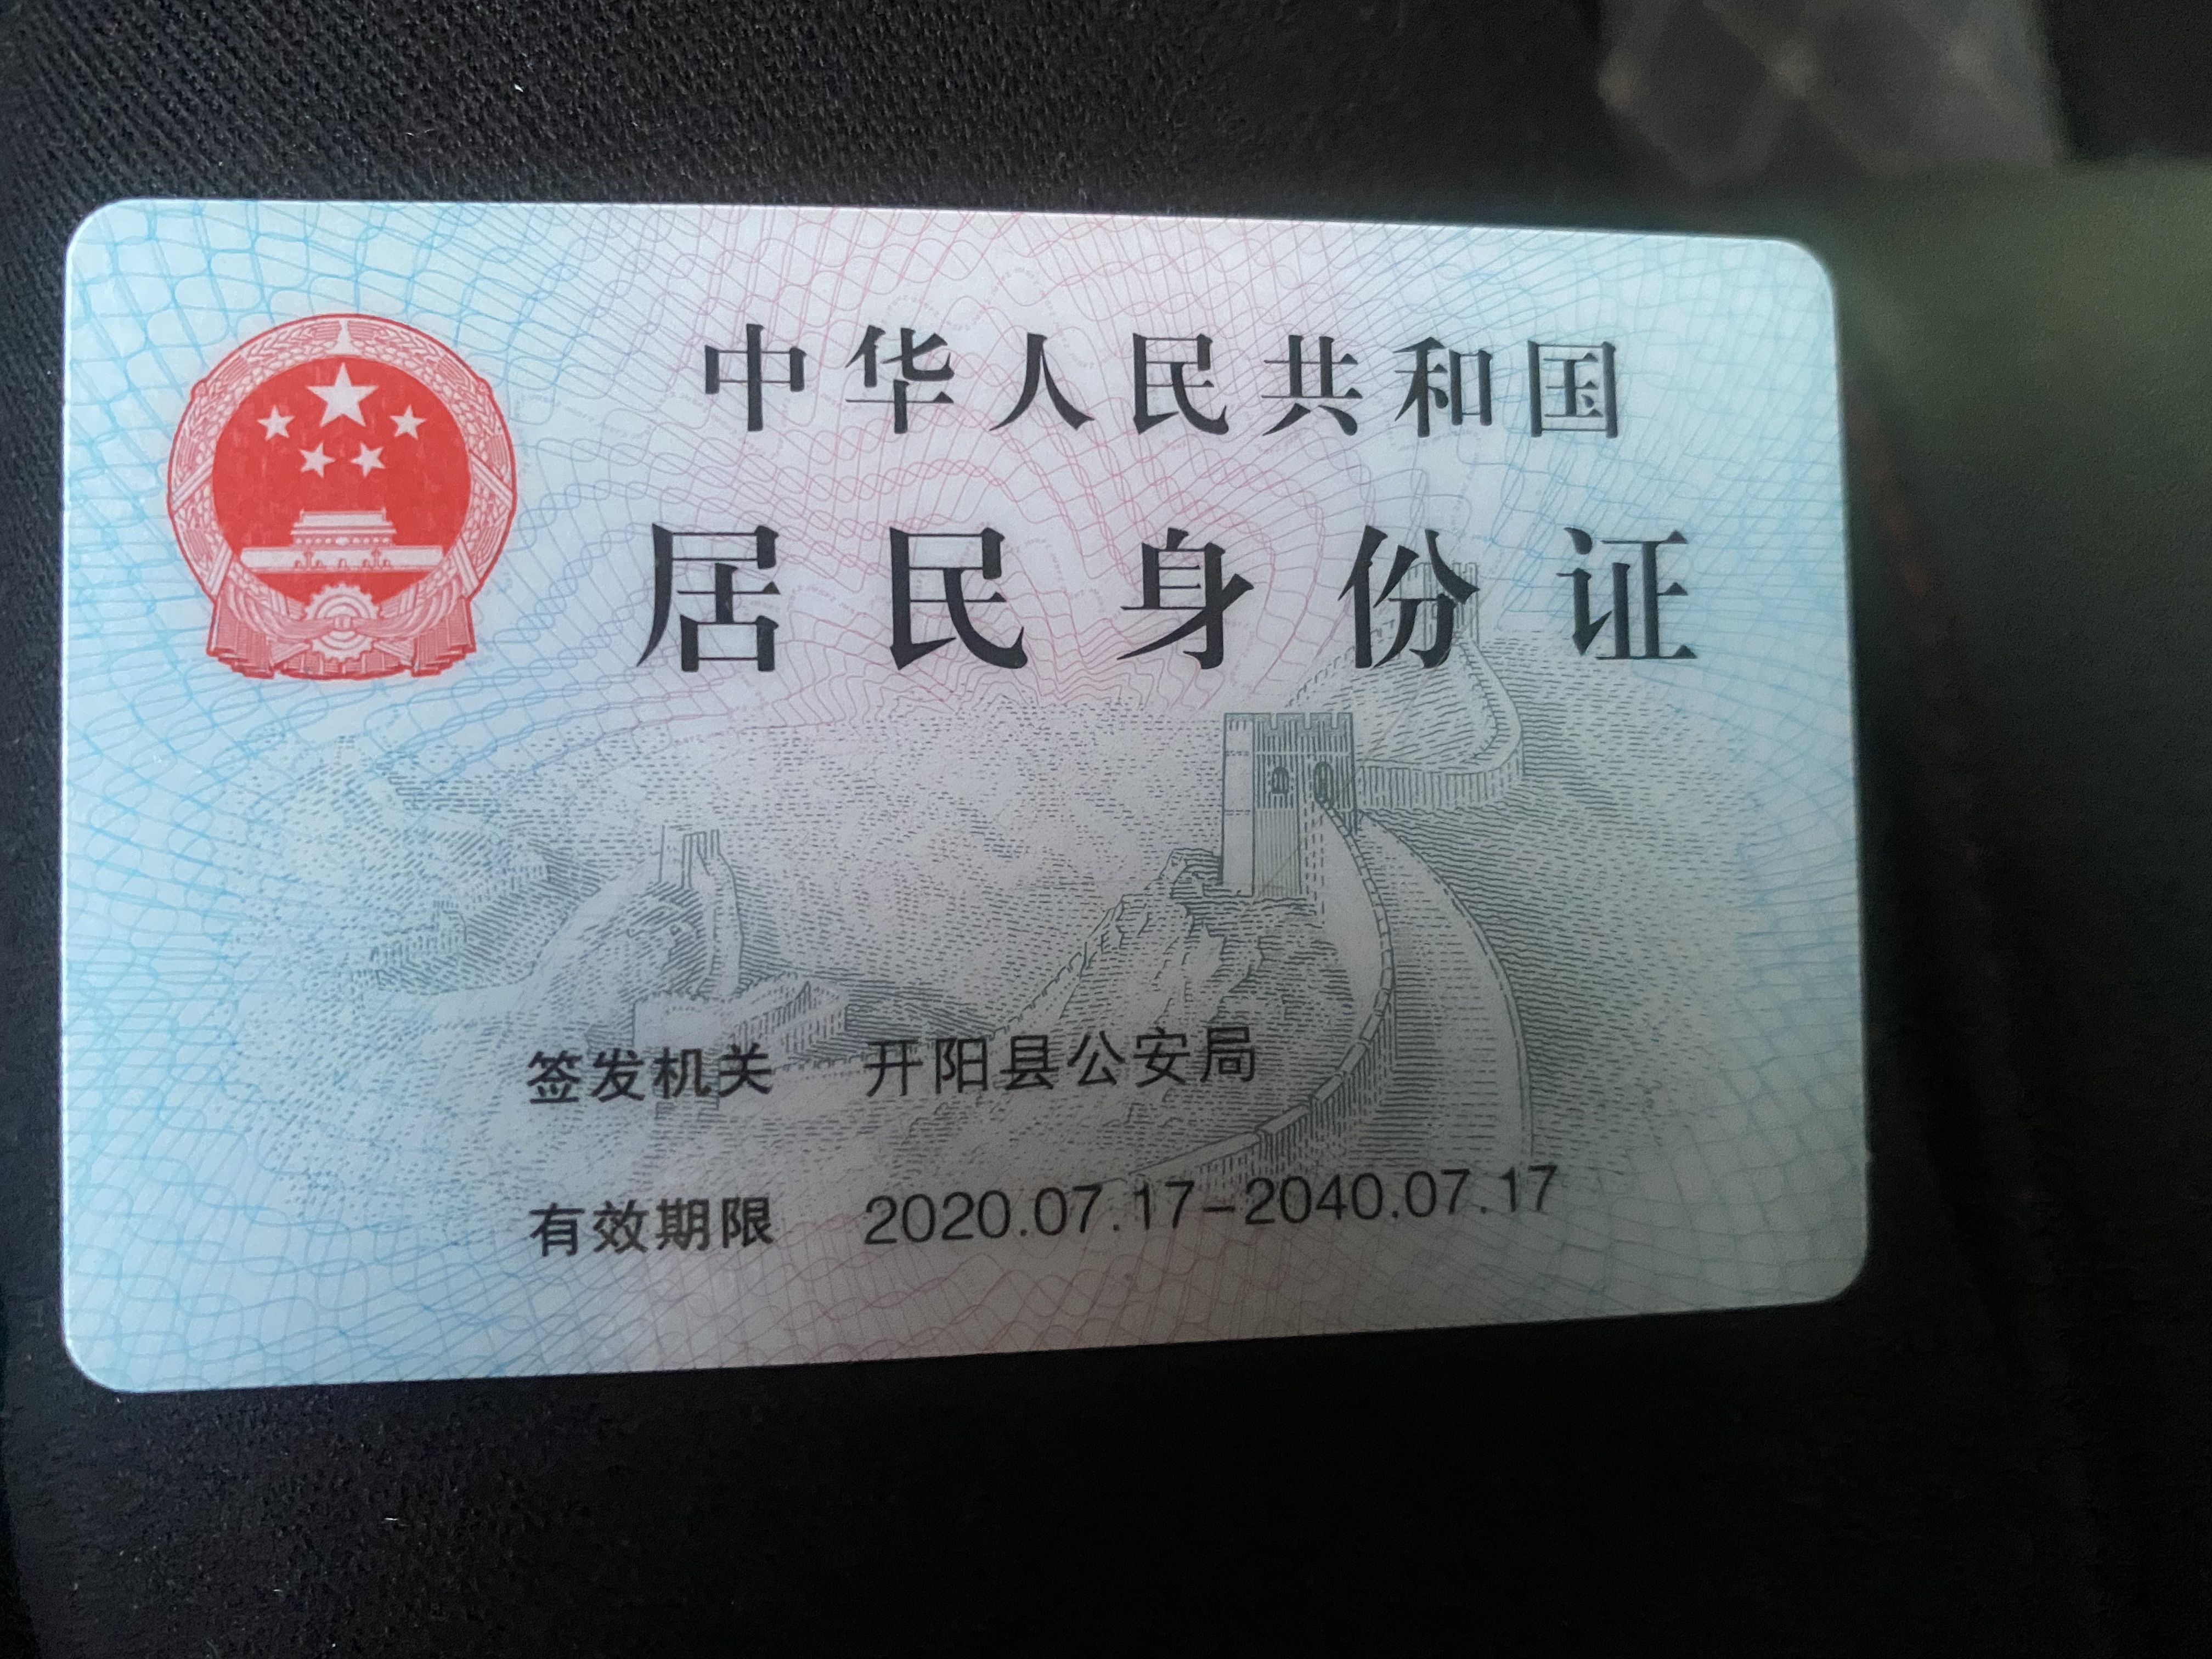 中华人民共和国
居民身份证
签发机关 开阳县公安局
有效期限 2020.07.17-2040.07.17